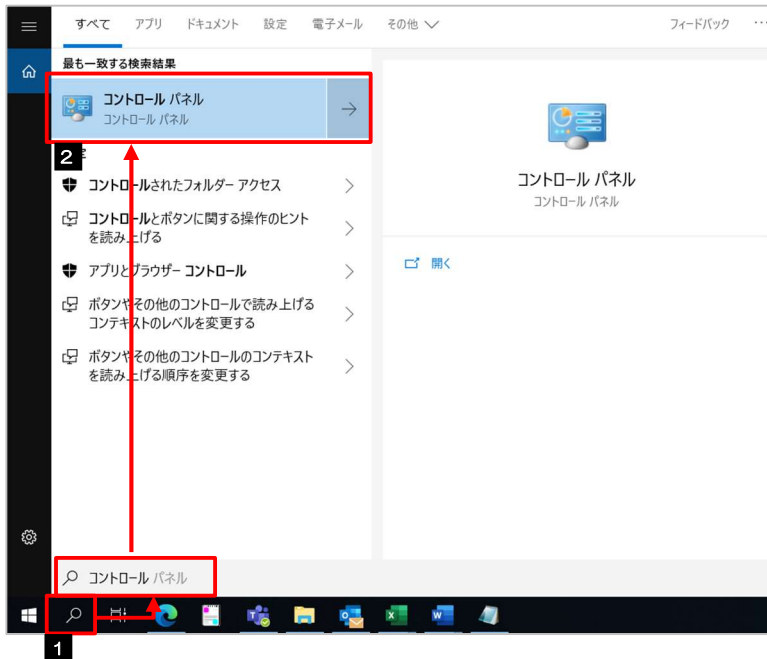 すべて アプリ ドキュメント 設定 電子メール その他 フィードバック …
最も一致する検索結果
コントロール パネル
コントロール パネル
2
コントロールされたフォルダー アクセス
コントロールとボタンに関する操作のヒント
を読み上げる
アプリとブラウザー コントロール
ボタンやその他のコントロールで読み上げる
コンテキストのレベルを変更する
ボタンやその他のコントロールのコンテキスト
を読み上げる順序を変更する
コントロール パネル
コントロール パネル
開く
コントロール パネル
1